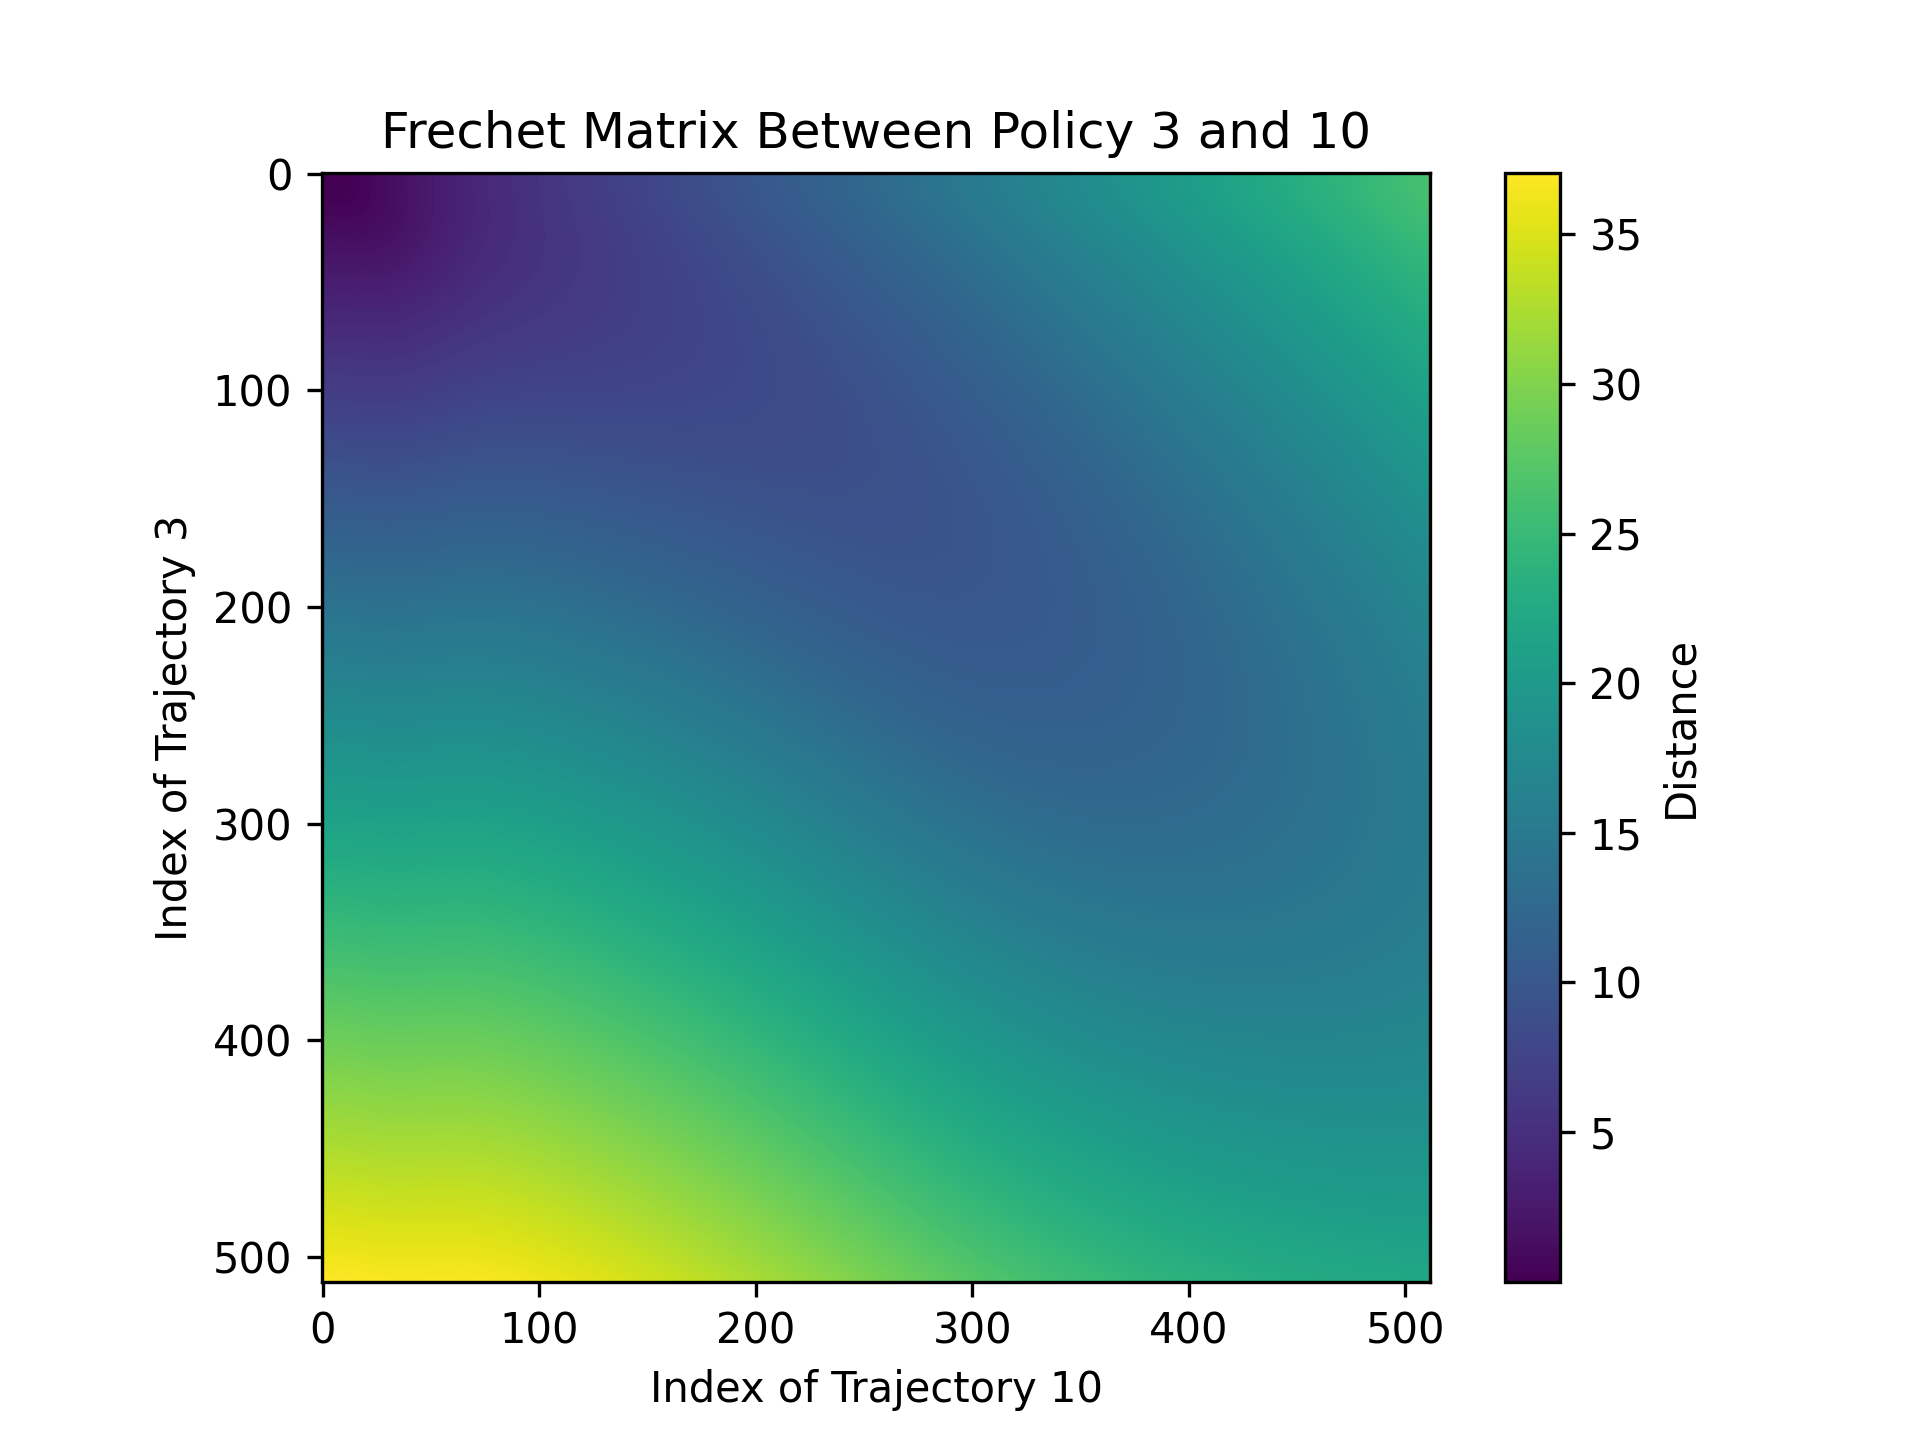 Frechet Matrix Between Policy 3 and 10
0
100
200
300
400
500
Index of Trajectory 3
0 100 200 300 400 500
Index of Trajectory 10
35
30
25
20
15
10
5
Distance